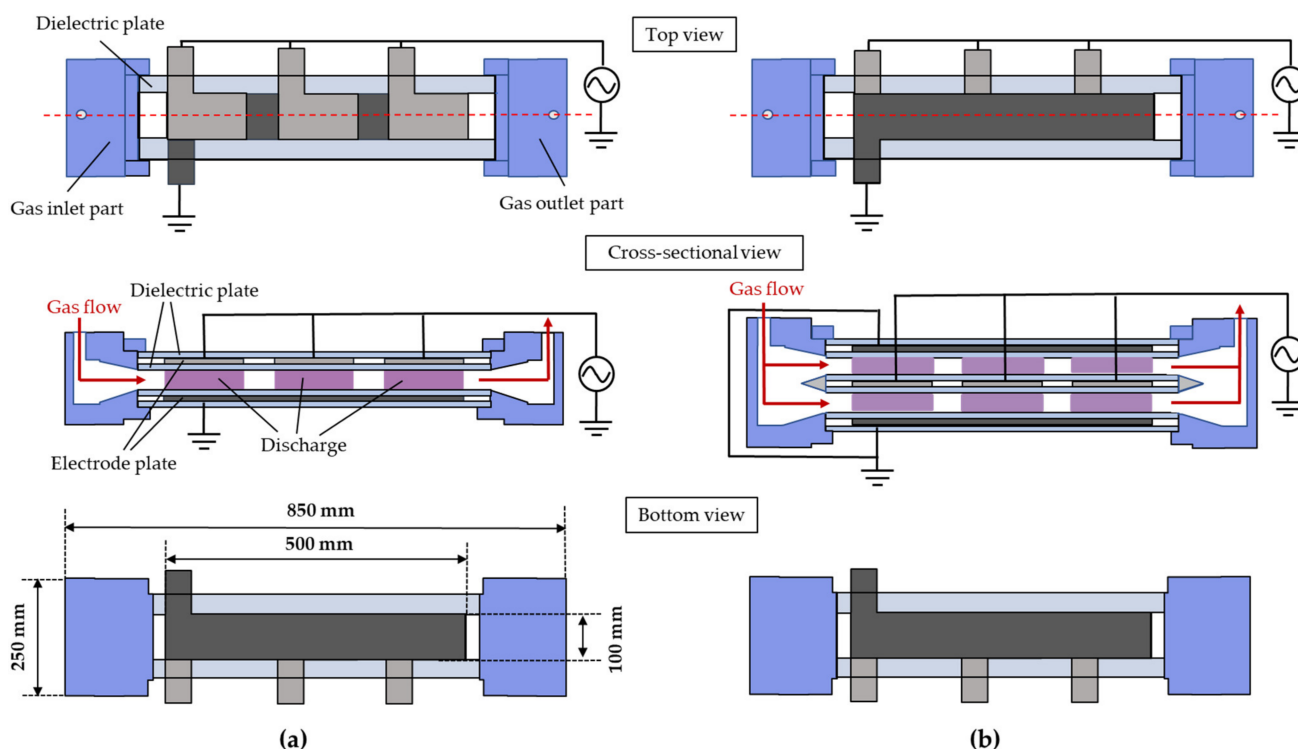 Dielectric plate
Top view
Gas inlet part
Gas outlet part
Cross-sectional view
Dielectric plate
Gas flow
Gas flow
Electrode plate
Discharge
Bottom view
850 mm
500 mm
250 mm
100 mm
(a)
(b)